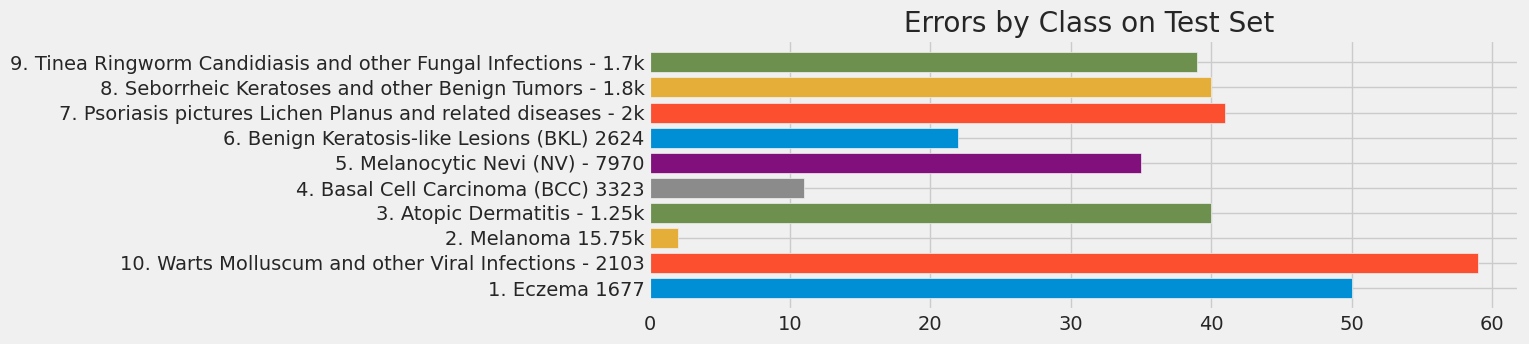 Errors by Class on Test Set
9. Tinea Ringworm Candidiasis and other Fungal Infections - 1.7k
8. Seborrheic Keratoses and other Benign Tumors - 1.8k
7. Psoriasis pictures Lichen Planus and related diseases - 2k
6. Benign Keratosis-like Lesions (BKL) 2624
5. Melanocytic Nevi (NV) - 7970
4. Basal Cell Carcinoma (BCC) 3323
3. Atopic Dermatitis - 1.25k
2. Melanoma 15.75k
10. Warts Molluscum and other Viral Infections - 2103
1. Eczema 1677
0 10 20 30 40 50 60